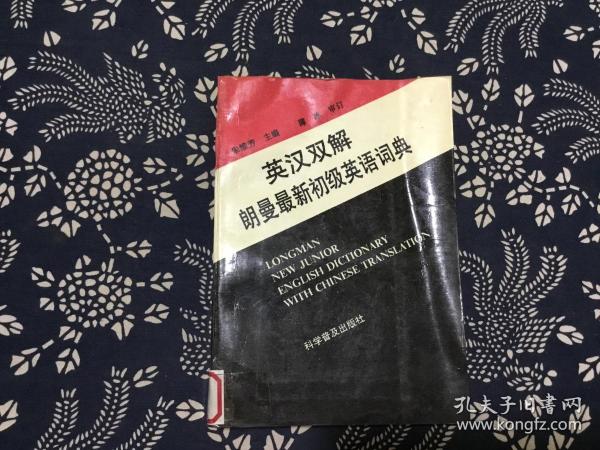 主编 审订
英汉双解
朗曼最新初级英语词典
LONGMAN
NEW JUNIOR
ENGLISH DICTIONARY
WITH CHINESE TRANSLATION
科学普及出版社
孔夫子旧書网
www.kongfz.com